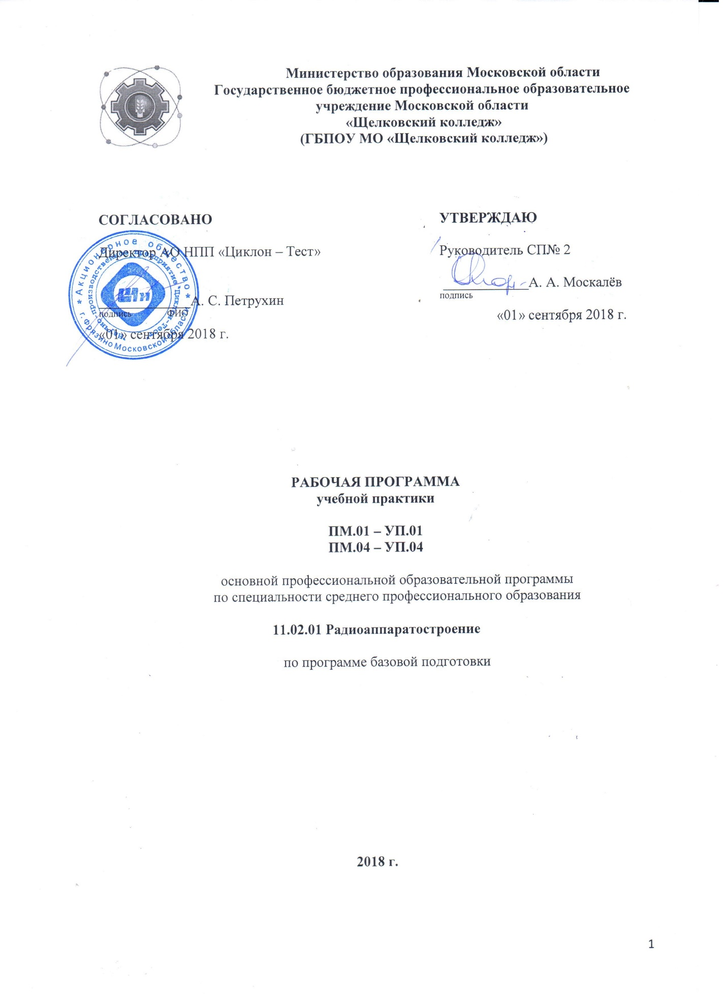 Министерство образования Московской области
Государственное бюджетное профессиональное образовательное
учреждение Московской области
«Щелковский колледж»
(ГБПОУ МО «Щелковский колледж»)
СОГЛАСОВАНО
Директор АО НПП «Циклон – Тест»
А. С. Петрухин
подпись ФИО
«01» сентября 2018 г.
* Акционерное общество *
г. Фрязино Московской области
производственное предприятие "Циклон-Тест"
УТВЕРЖДАЮ
Руководитель СП№ 2
А. А. Москалёв
подпись
«01» сентября 2018 г.
РАБОЧАЯ ПРОГРАММА
учебной практики
ПМ.01 – УП.01
ПМ.04 – УП.04
основной профессиональной образовательной программы
по специальности среднего профессионального образования
11.02.01 Радиоаппаратостроение
по программе базовой подготовки
2018 г.
1